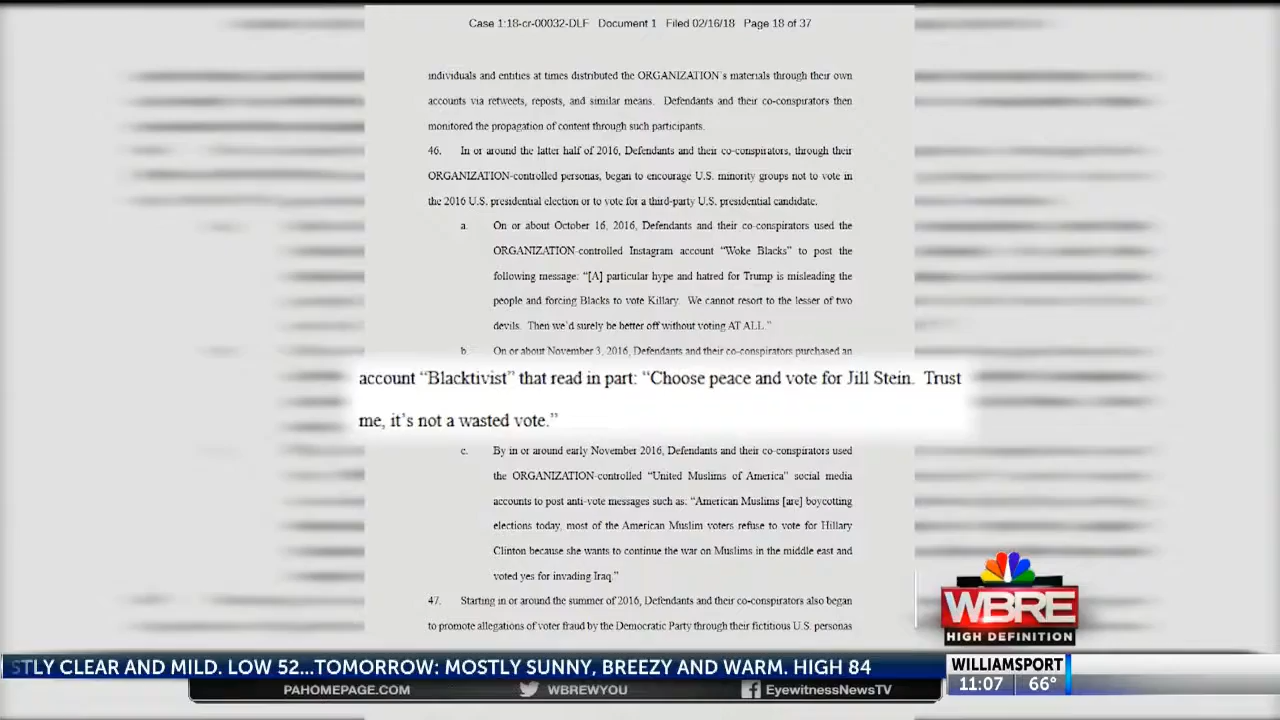 Case 1:18-cr-00032-DLF Document 1 Filed 02/16/18 Page 18 of 37
individuals and entities at times distributed the ORGANIZATION's materials through their own
accounts via retweets, reposts, and similar means. Defendants and their co-conspirators then
monitored the propagation of content through such participants.
46. In or around the latter half of 2016, Defendants and their co-conspirators, through their
ORGANIZATION-controlled personas, began to encourage U.S. minority groups not to vote in
the 2016 U.S. presidential election or to vote for a third-party U.S. presidential candidate.
a. On or about October 16, 2016, Defendants and their co-conspirators used the
ORGANIZATION-controlled Instagram account “Woke Blacks” to post the
following message: “[A] particular hype and hatred for Trump is misleading the
people and forcing Blacks to vote Killary. We cannot resort to the lesser of two
devils. Then we'd surely be better off without voting AT ALL.”
b. On or about November 3, 2016, Defendants and their co-conspirators purchased an
account “Blacktivist” that read in part: “Choose peace and vote for Jill Stein. Trust
me, it's not a wasted vote.”
c. By in or around early November 2016, Defendants and their co-conspirators used
the ORGANIZATION-controlled “United Muslims of America” social media
accounts to post anti-vote messages such as: “American Muslims [are] boycotting
elections today, most of the American Muslim voters refuse to vote for Hillary
Clinton because she wants to continue the war on Muslims in the middle east and
voted yes for invading Iraq.”
47. Starting in or around the summer of 2016, Defendants and their co-conspirators also began
to promote allegations of voter fraud by the Democratic Party through their fictitious U.S. personas
WBRE
HIGH DEFINITION
STLY CLEAR AND MILD. LOW 52...TOMORROW: MOSTLY SUNNY, BREEZY AND WARM. HIGH 84
WILLIAMSPORT
11:07 66°
PAHOMEPAGE.COM WBREWYOU EyewitnessNewsTV